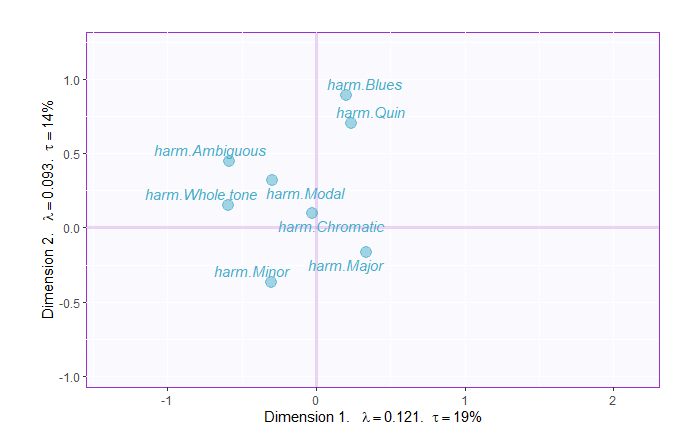 1.0
0.5
0.0
-0.5
-1.0
Dimension 2.   λ = 0.093.  τ = 14%
harm.Blues
harm.Quin
harm.Ambiguous
harm.Whole tone
harm.Modal
harm.Chromatic
harm.Major
harm.Minor
-1
0
1
2
Dimension 1.   λ = 0.121.  τ = 19%